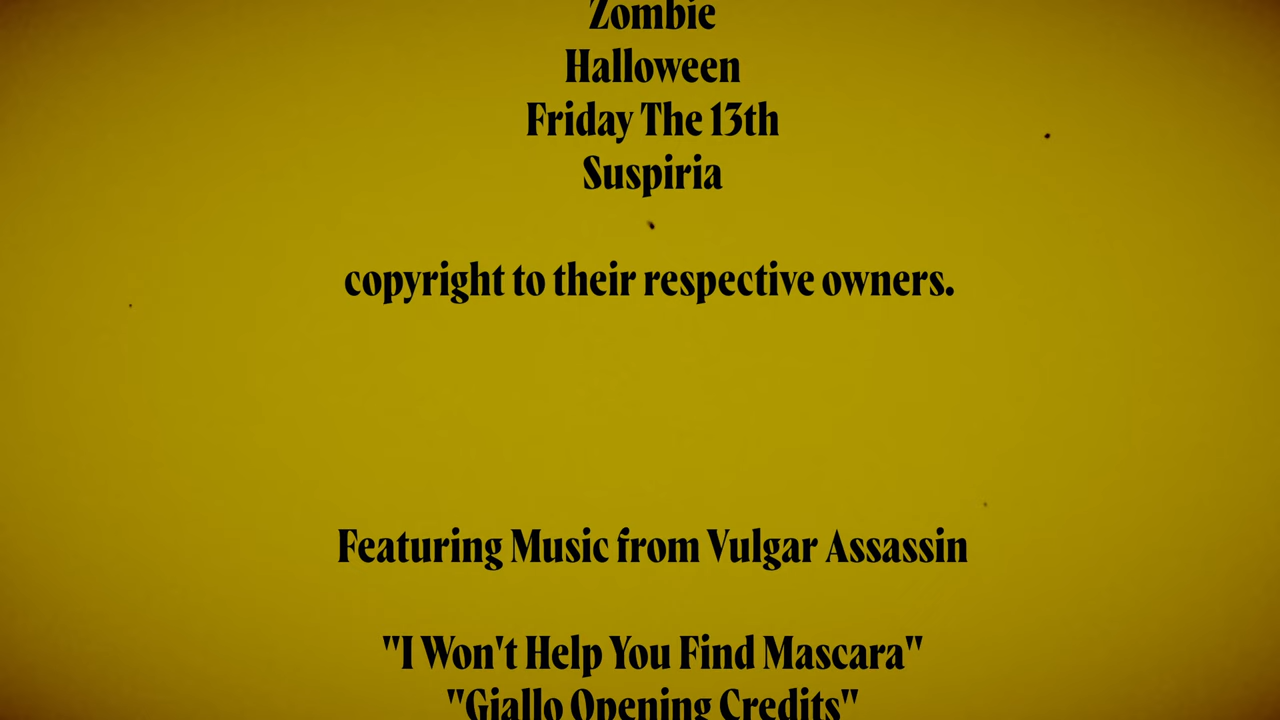 Zombie
Halloween
Friday The 13th
Suspiria
copyright to their respective owners.
Featuring Music from Vulgar Assassin
"I Won't Help You Find Mascara"
"Giallo Opening Credits"